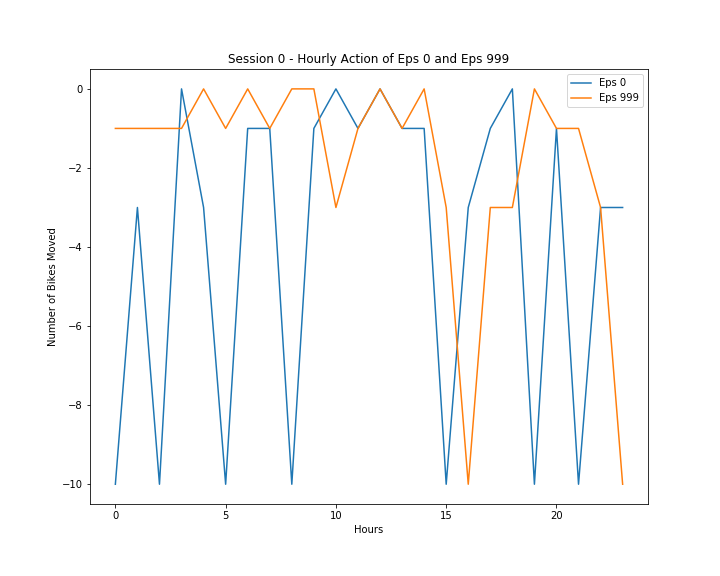 Session 0 - Hourly Action of Eps 0 and Eps 999
Eps 0
Eps 999
0
−2
−4
−6
−8
−10
Number of Bikes Moved
0 5 10 15 20
Hours